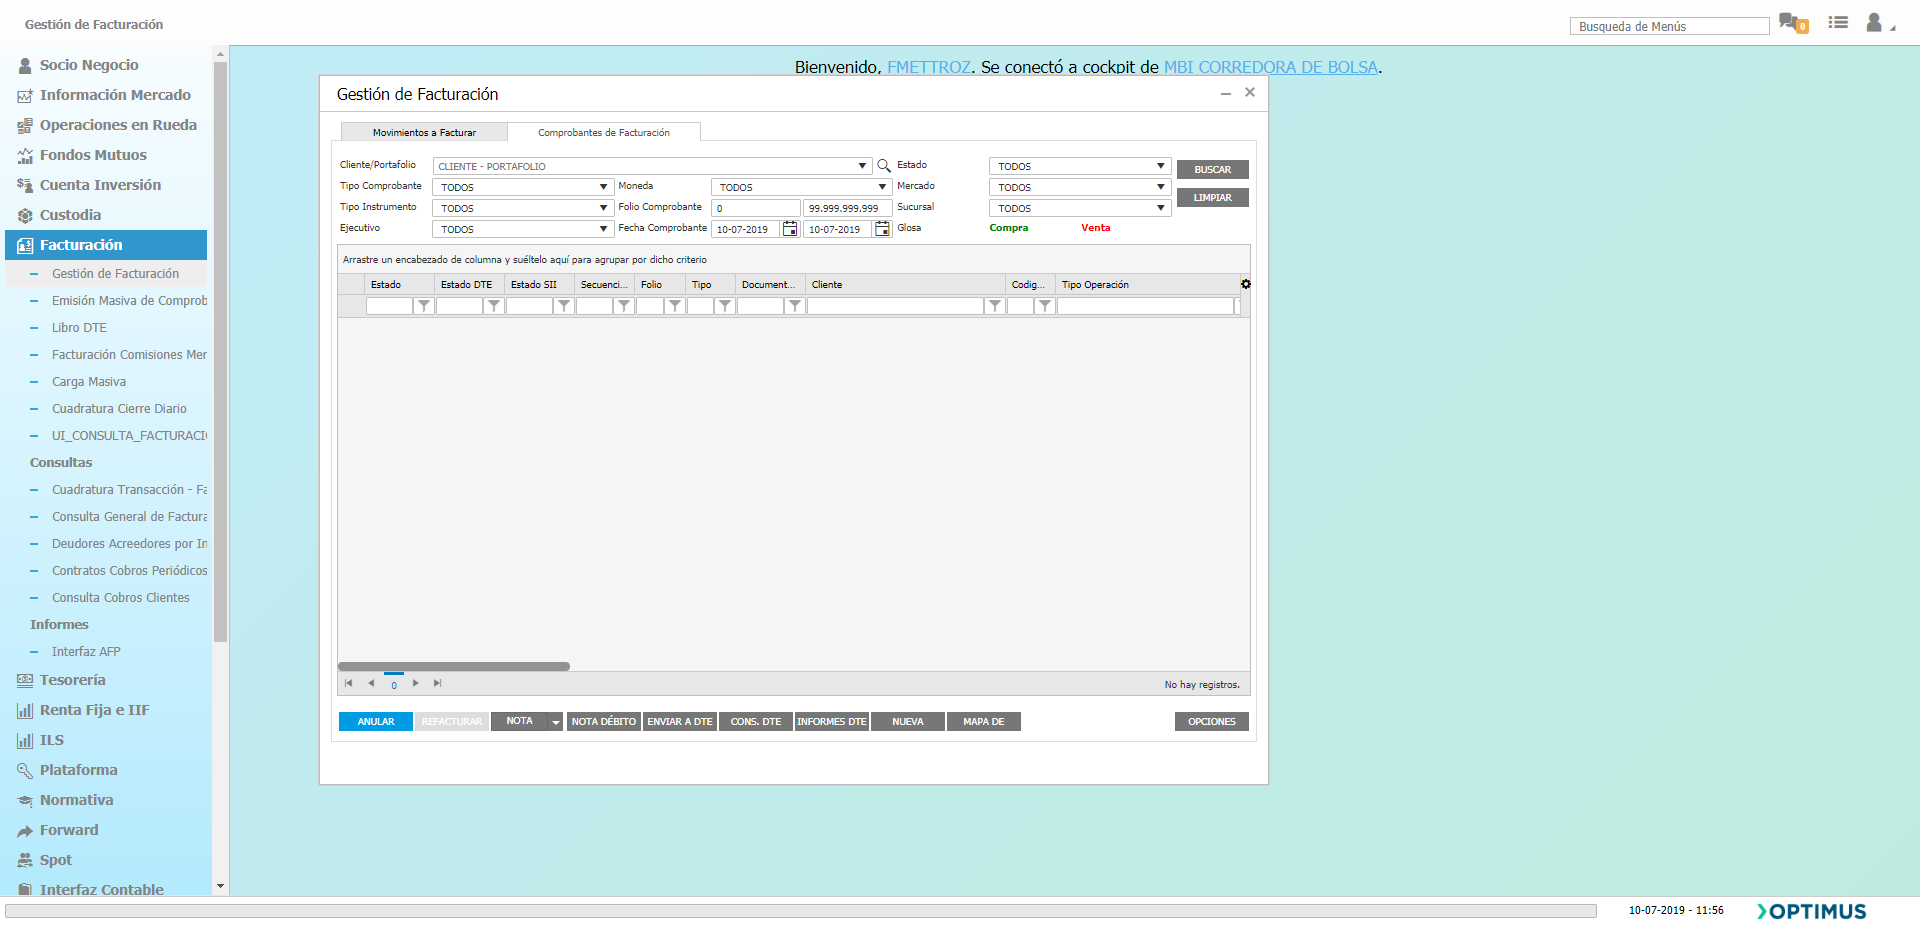 Gestión de Facturación
Busqueda de Menús
0
Socio Negocio
Información Mercado
Operaciones en Rueda
Fondos Mutuos
Cuenta Inversión
Custodia
Facturación
Gestión de Facturación
Emisión Masiva de Comprob
Libro DTE
Facturación Comisiones Mer
Carga Masiva
Cuadratura Cierre Diario
UI_CONSULTA_FACTURACI
Consultas
Cuadratura Transacción - Fa
Consulta General de Factura
Deudores Acreedores por In
Contratos Cobros Periódicos
Consulta Cobros Clientes
Informes
Interfaz AFP
Tesorería
Renta Fija e IIF
ILS
Plataforma
Normativa
Forward
Spot
Interfaz Contable
Bienvenido, FMETTROZ. Se conectó a cockpit de MBI CORREDORA DE BOLSA.
Gestión de Facturación
Movimientos a Facturar
Comprobantes de Facturación
Cliente/Portafolio CLIENTE - PORTAFOLIO Estado TODOS BUSCAR
Tipo Comprobante TODOS Moneda TODOS Mercado TODOS
LIMPIAR
Tipo Instrumento TODOS Folio Comprobante 0 99.999.999.999 Sucursal TODOS
Ejecutivo TODOS Fecha Comprobante 10-07-2019 10-07-2019 Glosa Compra Venta
Arrastre un encabezado de columna y suéltelo aquí para agrupar por dicho criterio
Estado Estado DTE Estado SII Secuenci... Folio Tipo Document... Cliente Codig... Tipo Operación
0
No hay registros.
ANULAR REFACTURAR NOTA NOTA DÉBITO ENVIAR A DTE CONS. DTE INFORMES DTE NUEVA MAPA DE OPCIONES
10-07-2019 - 11:56
OPTIMUS